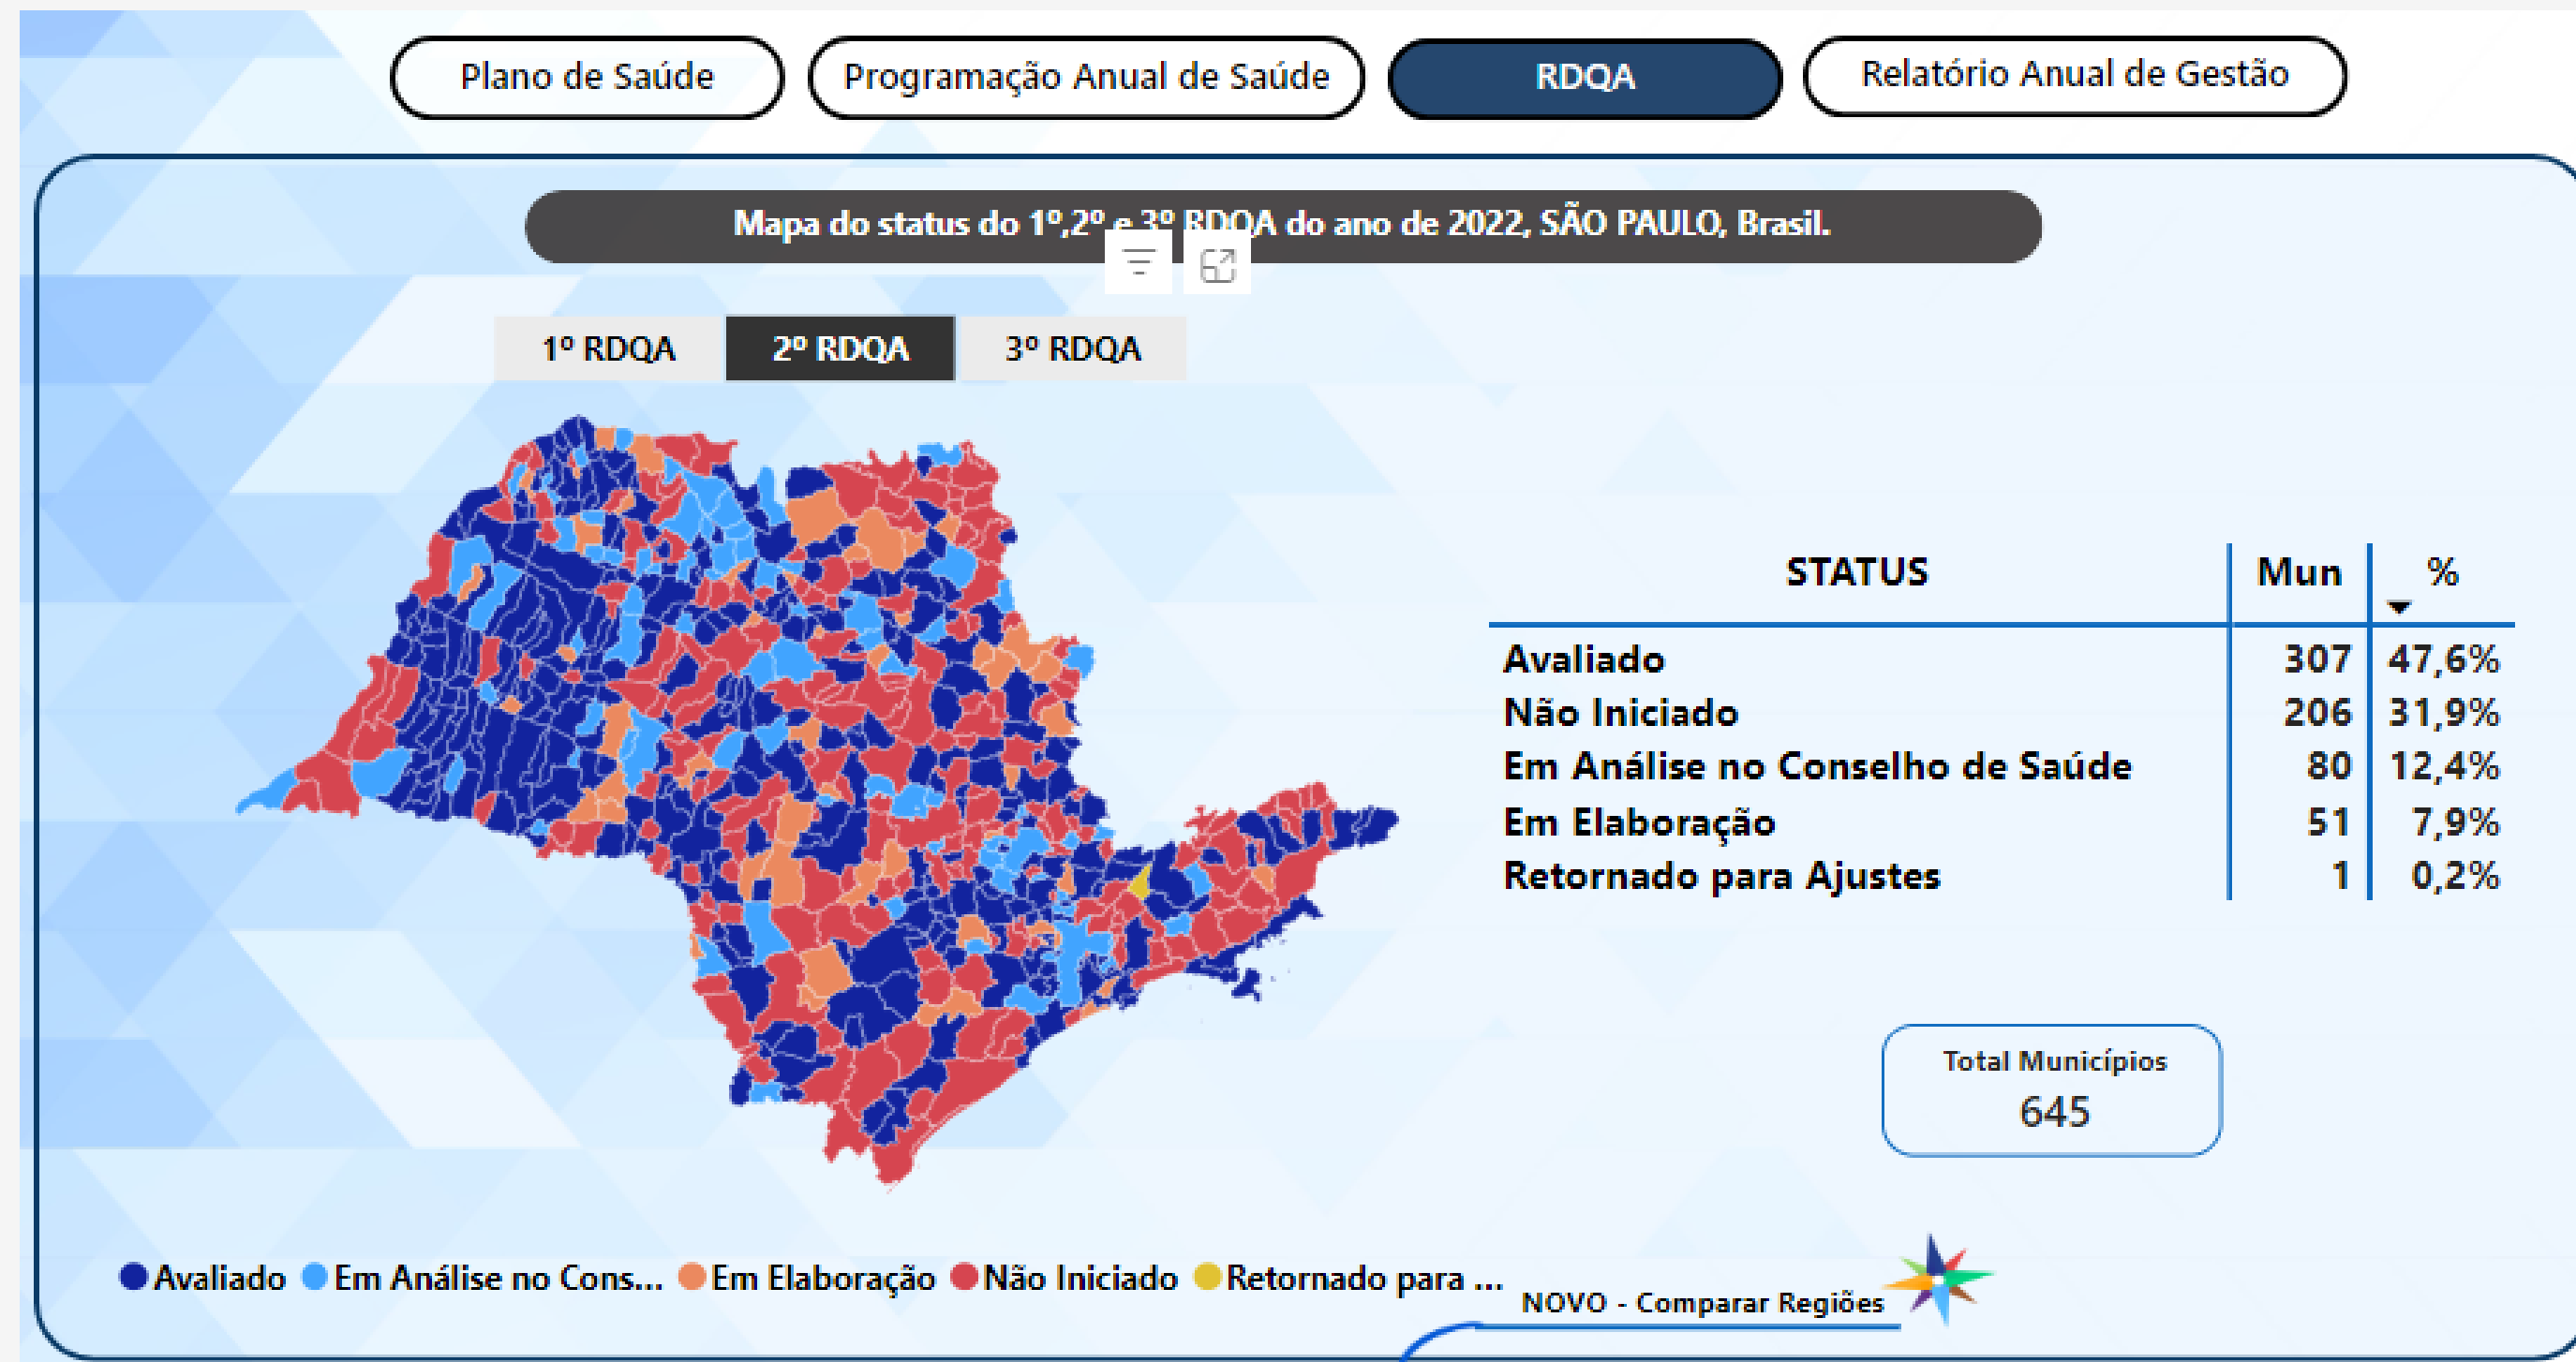 Plano de Saúde
Programação Anual de Saúde
RDQA
Relatório Anual de Gestão
Mapa do status do 1º,2º e 3º RDQA do ano de 2022, SÃO PAULO, Brasil.
1º RDQA
2º RDQA
3º RDQA
STATUS Mun %
Avaliado 307 47,6%
Não Iniciado 206 31,9%
Em Análise no Conselho de Saúde 80 12,4%
Em Elaboração 51 7,9%
Retornado para Ajustes 1 0,2%
Total Municípios
645
Avaliado Em Análise no Cons... Em Elaboração Não Iniciado Retornado para ...
NOVO - Comparar Regiões